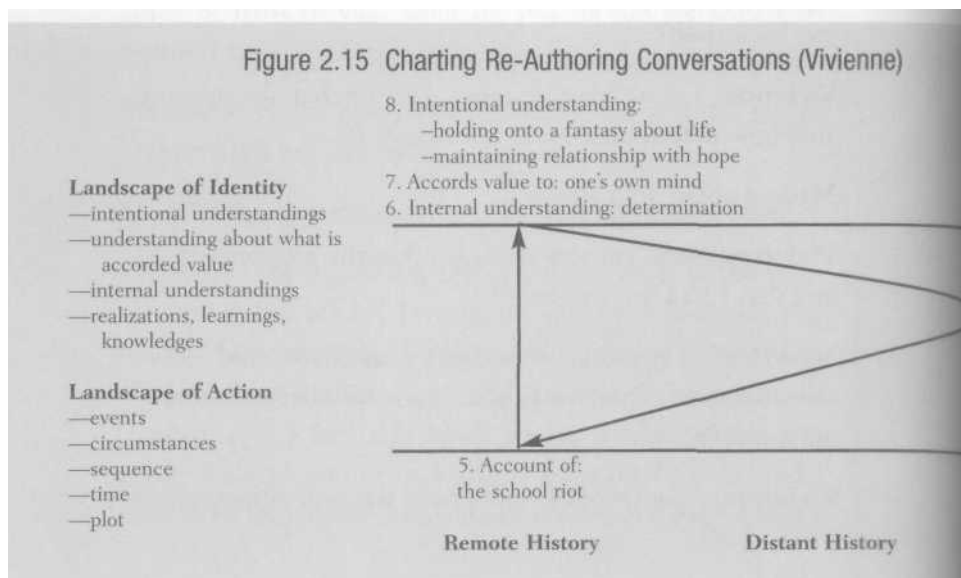 Figure 2.15 Charting Re-Authoring Conversations (Vivienne)
8. Intentional understanding:
–holding onto a fantasy about life
–maintaining relationship with hope
7. Accords value to: one's own mind
6. Internal understanding: determination
Landscape of Identity
—intentional understandings
—understanding about what is
accorded value
—internal understandings
—realizations, learnings,
knowledges
Landscape of Action
—events
—circumstances
—sequence
—time
—plot
5. Account of:
the school riot
Remote History Distant History